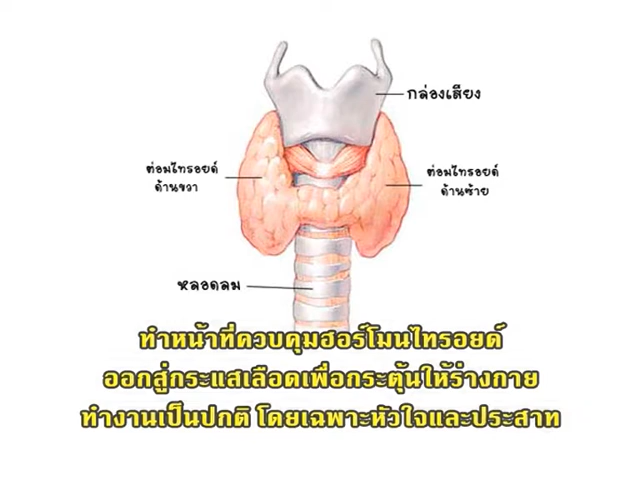 กล่องเสียง
ต่อมไทรอยด์
ด้านขวา
ต่อมไทรอยด์
ด้านซ้าย
หลอดลม
ทำหน้าที่ควบคุมฮอร์โมนไทรอยด์
ออกสู่กระแสเลือดเพื่อกระตุ้นให้ร่างกาย
ทำงานเป็นปกติ โดยเฉพาะหัวใจและประสาท